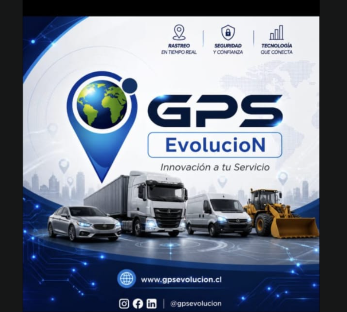 RASTREO
EN TIEMPO REAL
SEGURIDAD
Y CONFIANZA
TECNOLOGÍA
QUE CONECTA
GPS
EvolucioN
Innovación a tu Servicio
www.gpsevolucion.cl
@gpsevolucion